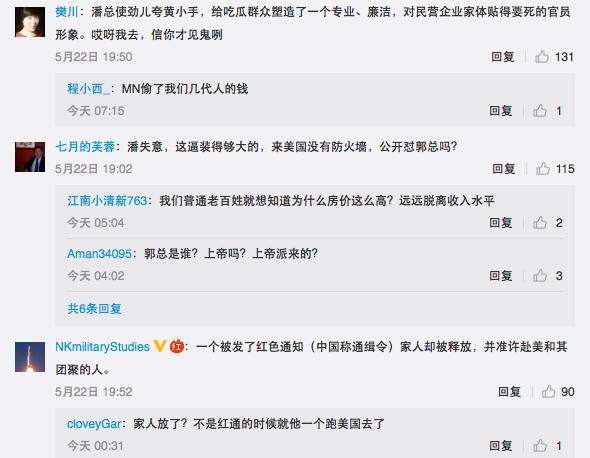 樊川：潘总使劲儿夸黄小手，给吃瓜群众塑造了一个专业、廉洁，对民营企业家体贴得要死的官员
形象。哎呀我去，信你才见鬼咧
5月22日 19:50 回复 131
程小西_：MN偷了我们几代人的钱
今天 07:15 回复 1
七月的芙蓉：潘失意，这逼装得够大的，来美国没有防火墙，公开怼郭总吗?
5月22日 19:02 回复 115
江南小清新763：我们普通老百姓就想知道为什么房价这么高？远远脱离收入水平
今天 05:04 回复 2
Aman34095：郭总是谁？上帝吗？上帝派来的？
今天 04:02 回复 3
共6条回复
NKmilitaryStudies V 红：一个被发了红色通知（中国称通缉令）家人却被释放，并准许赴美和其
团聚的人。
5月22日 19:52 回复 90
cloveyGar：家人放了？不是红通的时候就他一个跑美国去了
今天 00:31 回复 1